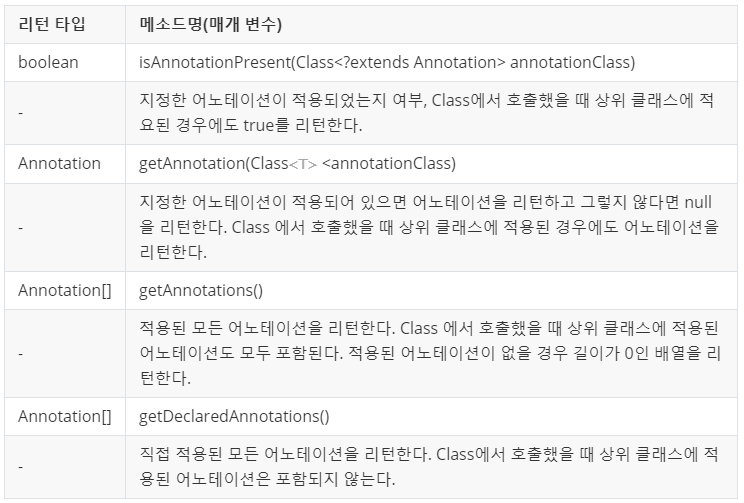 리턴 타입 메소드명(매개 변수)
boolean isAnnotationPresent(Class<?extends Annotation> annotationClass)
- 지정한 어노테이션이 적용되었는지 여부, Class에서 호출했을 때 상위 클래스에 적
요된 경우에도 true를 리턴한다.
Annotation getAnnotation(Class<T> <annotationClass)
- 지정한 어노테이션이 적용되어 있으면 어노테이션을 리턴하고 그렇지 않다면 null
을 리턴한다. Class 에서 호출했을 때 상위 클래스에 적용된 경우에도 어노테이션을
리턴한다.
Annotation[] getAnnotations()
- 적용된 모든 어노테이션을 리턴한다. Class 에서 호출했을 때 상위 클래스에 적용된
어노테이션도 모두 포함된다. 적용된 어노테이션이 없을 경우 길이가 0인 배열을 리
턴한다.
Annotation[] getDeclaredAnnotations()
- 직접 적용된 모든 어노테이션을 리턴한다. Class에서 호출했을 때 상위 클래스에 적
용된 어노테이션은 포함되지 않는다.